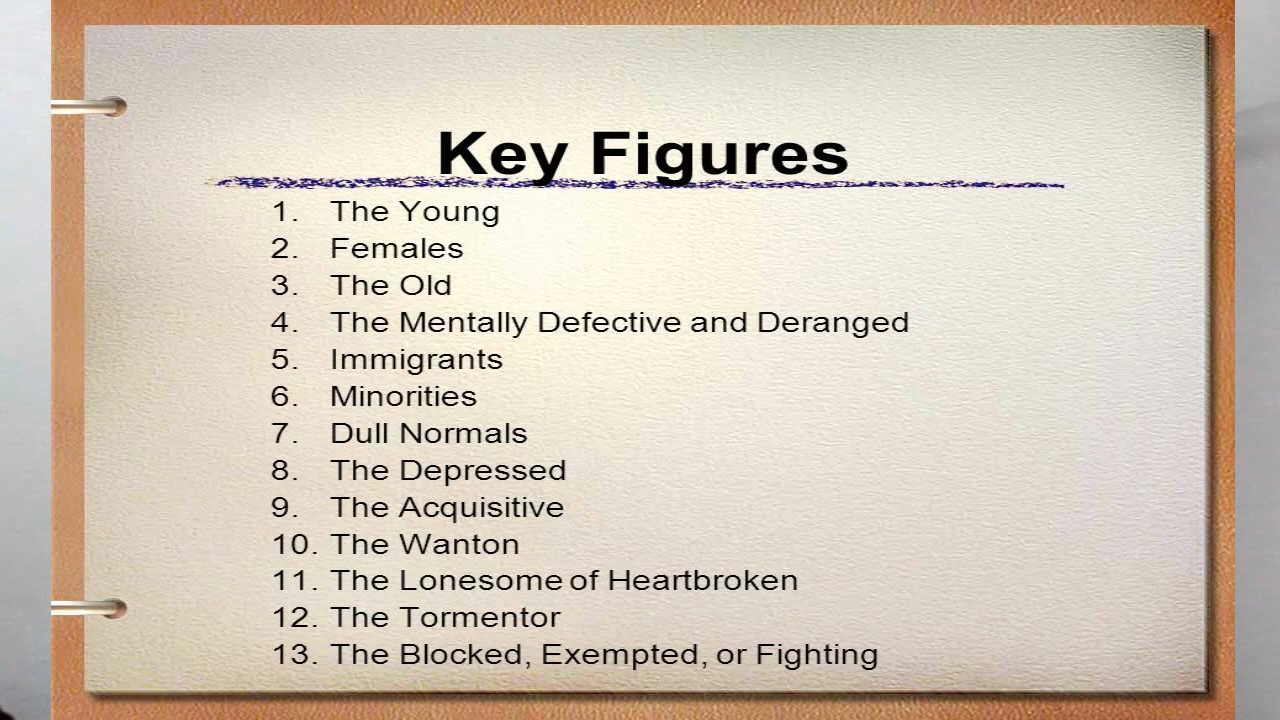 Key Figures
1. The Young
2. Females
3. The Old
4. The Mentally Defective and Deranged
5. Immigrants
6. Minorities
7. Dull Normals
8. The Depressed
9. The Acquisitive
10. The Wanton
11. The Lonesome of Heartbroken
12. The Tormentor
13. The Blocked, Exempted, or Fighting